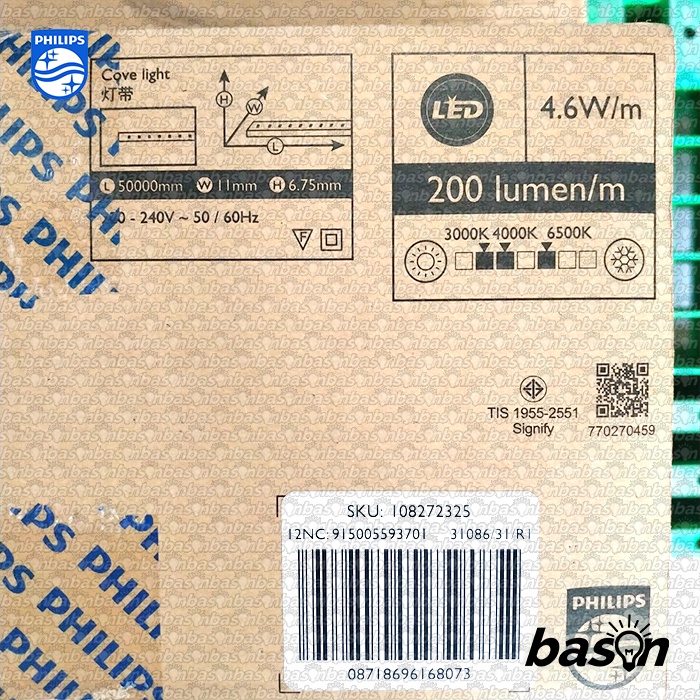 PHILIPS
Cove light
灯带
H
W
L
L 50000mm W 11mm H 6.75mm
- 240V ~ 50 / 60Hz
F
LED
4.6W/m
200 lumen/m
3000K 4000K 6500K
TIS 1955-2551
Signify
770270459
SKU: 108272325
12NC: 915005593701 31086/31/R1
08718696168073
PHILIPS
bason
PHILIPS
PHILIPS
PHILIPS
PHILIPS